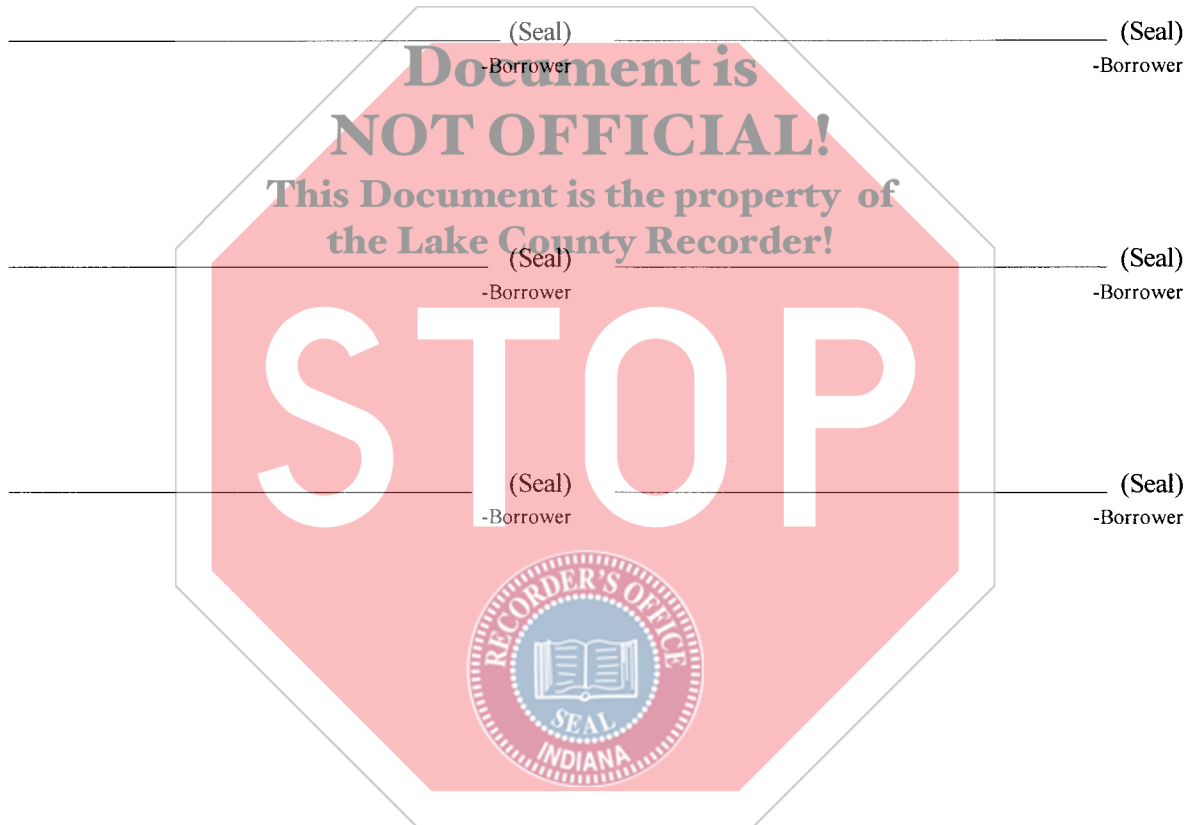 (Seal) (Seal)
-Borrower -Borrower
Document is
NOT OFFICIAL!
This Document is the property of
the Lake County Recorder!
(Seal) (Seal)
-Borrower -Borrower
STOP
(Seal) (Seal)
-Borrower -Borrower
RECORDER'S OFFICE
SEAL
INDIANA